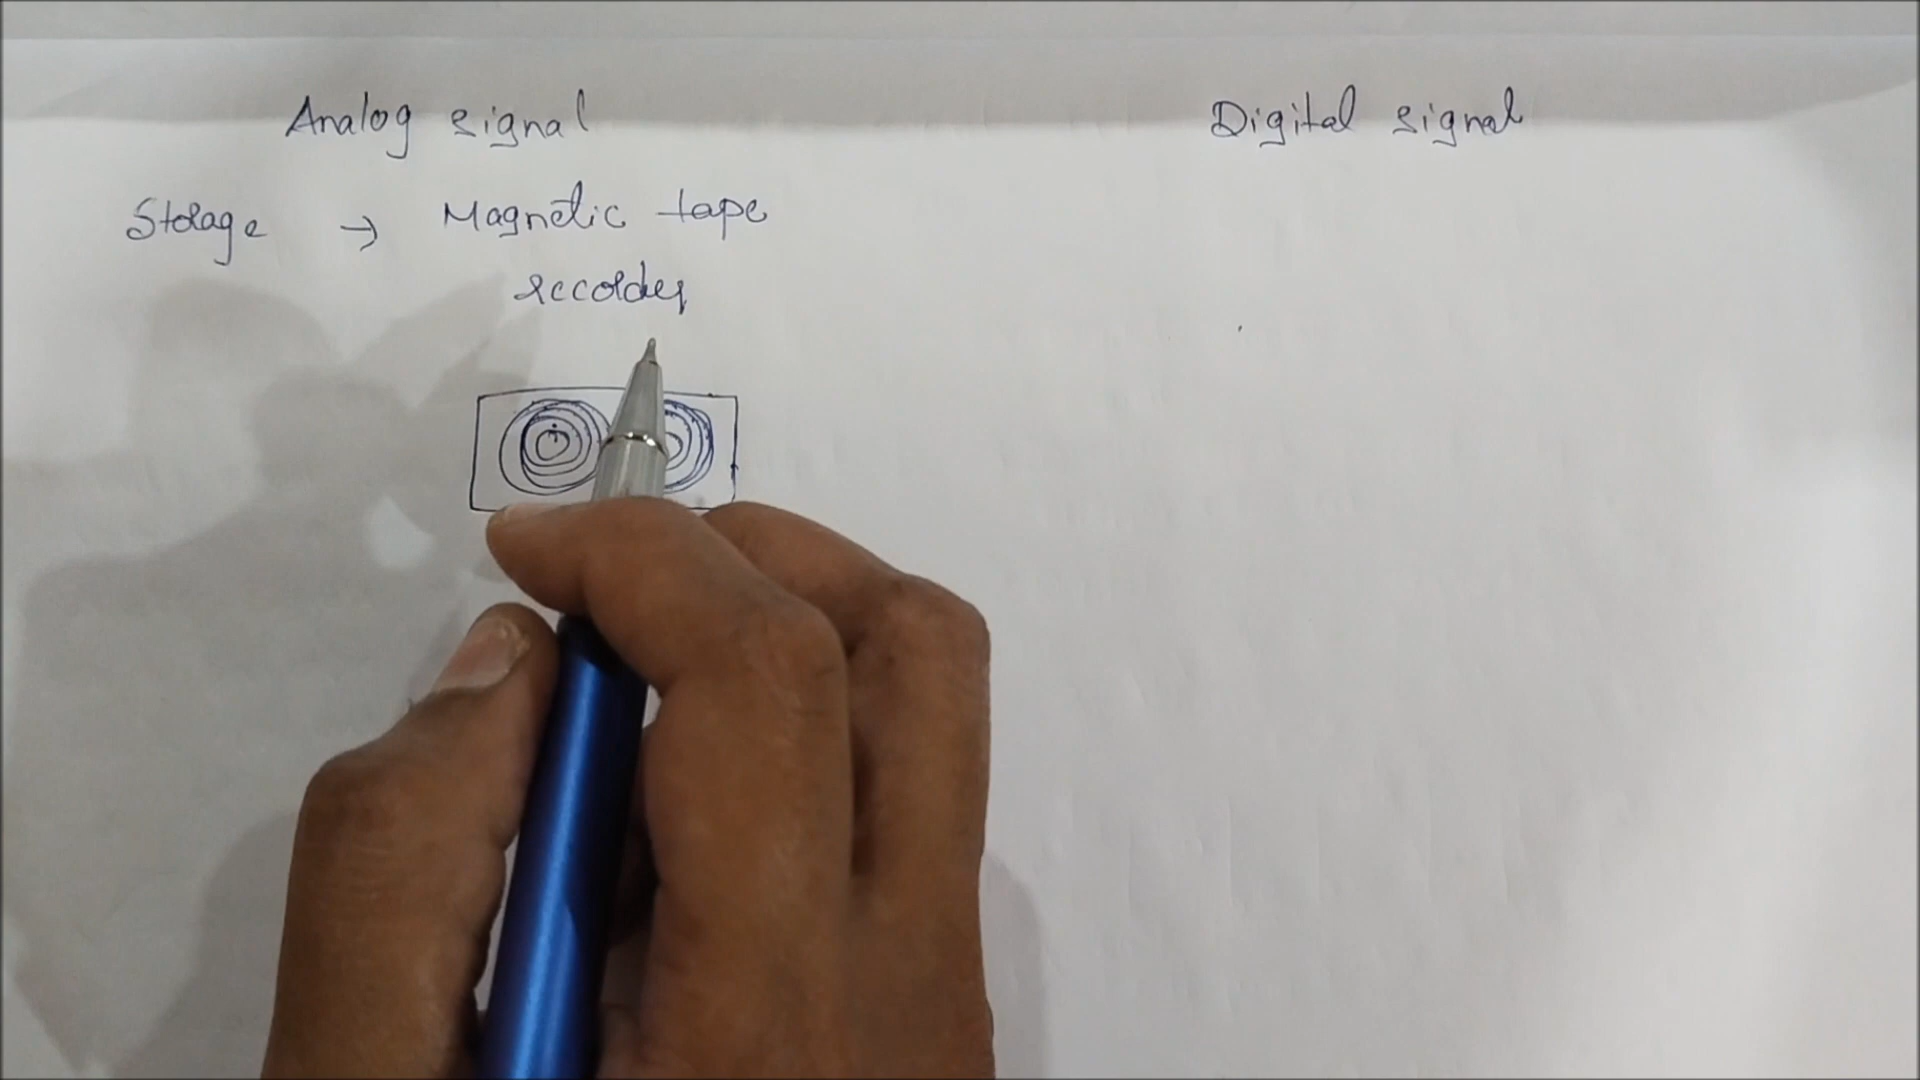 Analog signal
Digital signal
Storage → Magnetic tape
recorder